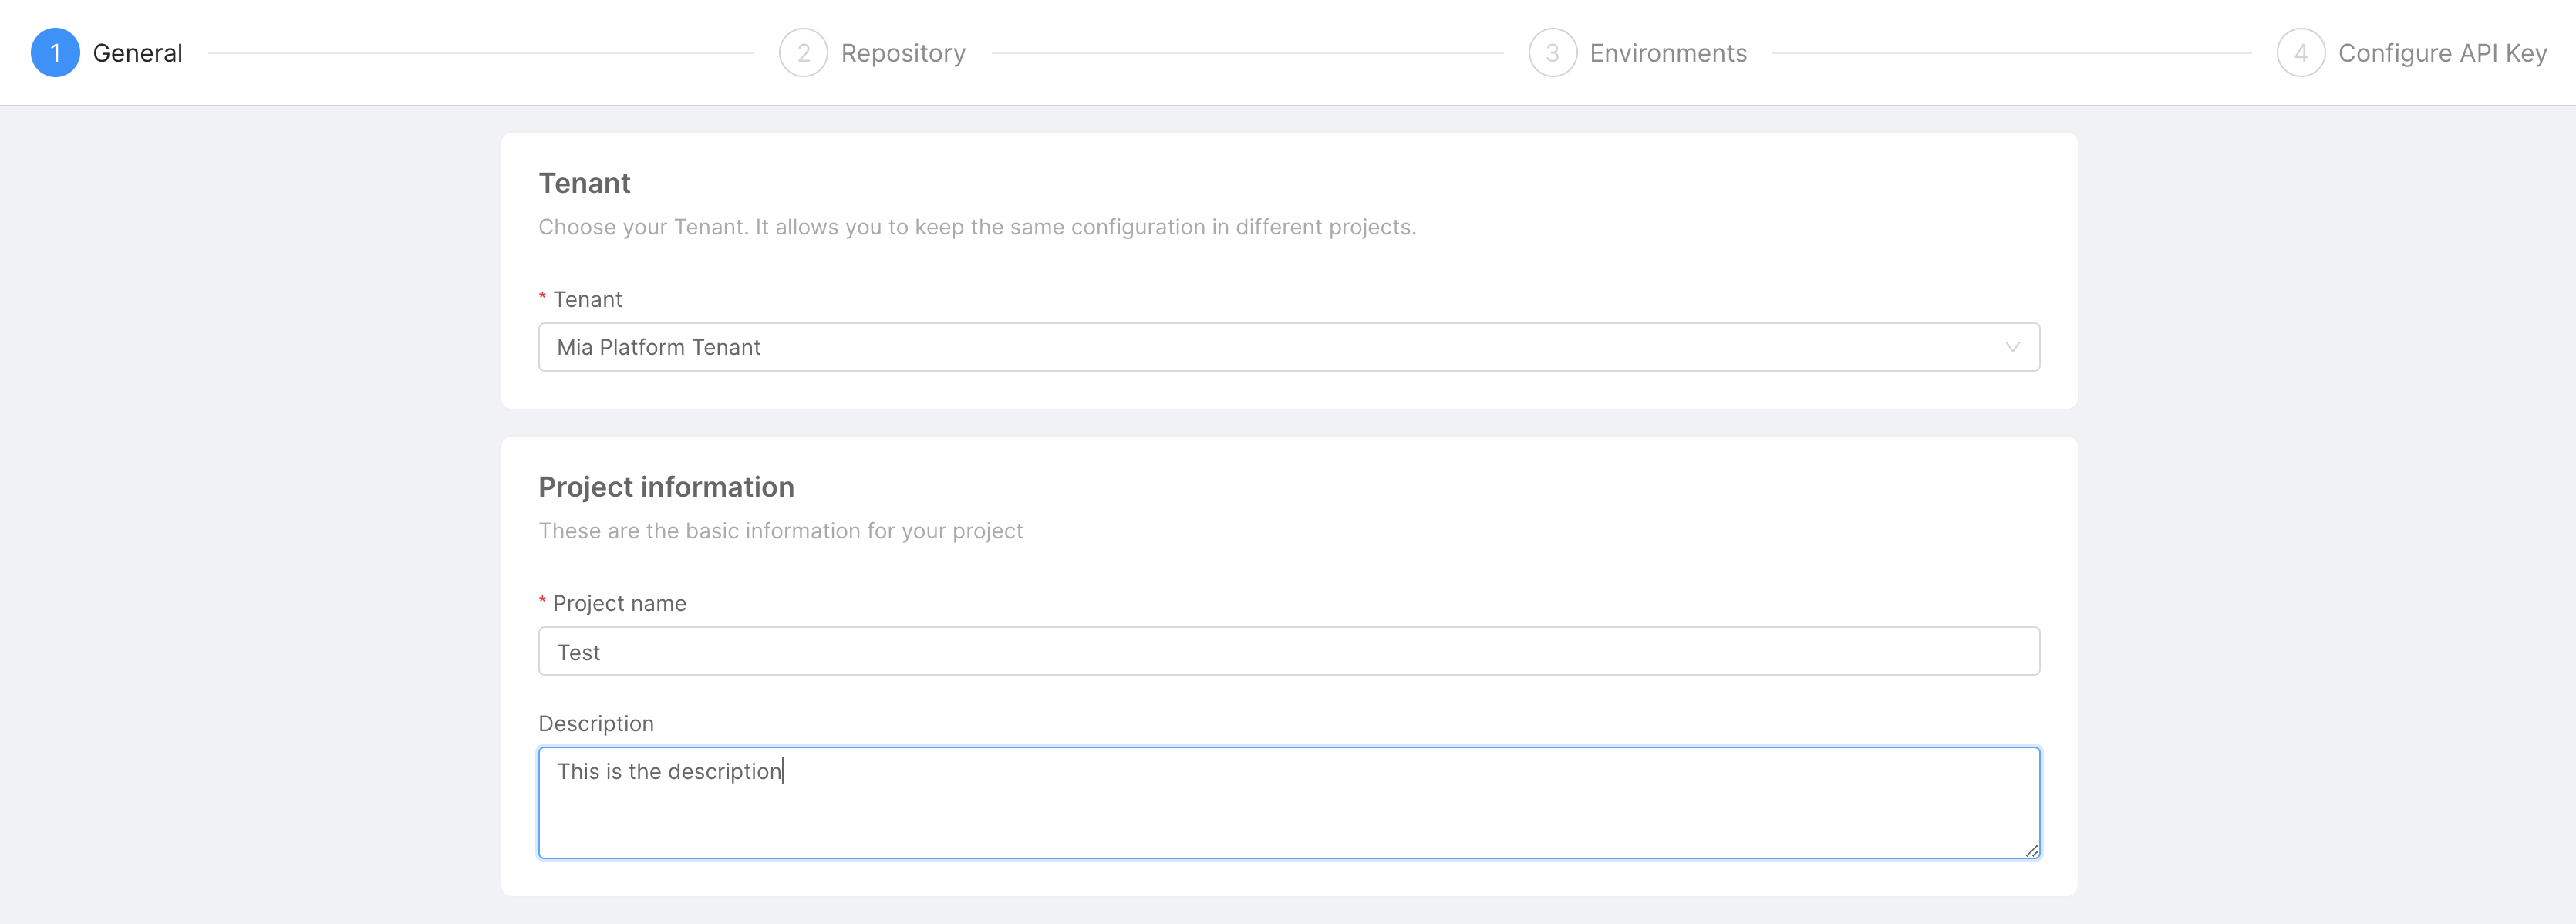 1 General
2 Repository
3 Environments
4 Configure API Key
Tenant
Choose your Tenant. It allows you to keep the same configuration in different projects.
* Tenant
Mia Platform Tenant
Project information
These are the basic information for your project
* Project name
Test
Description
This is the description